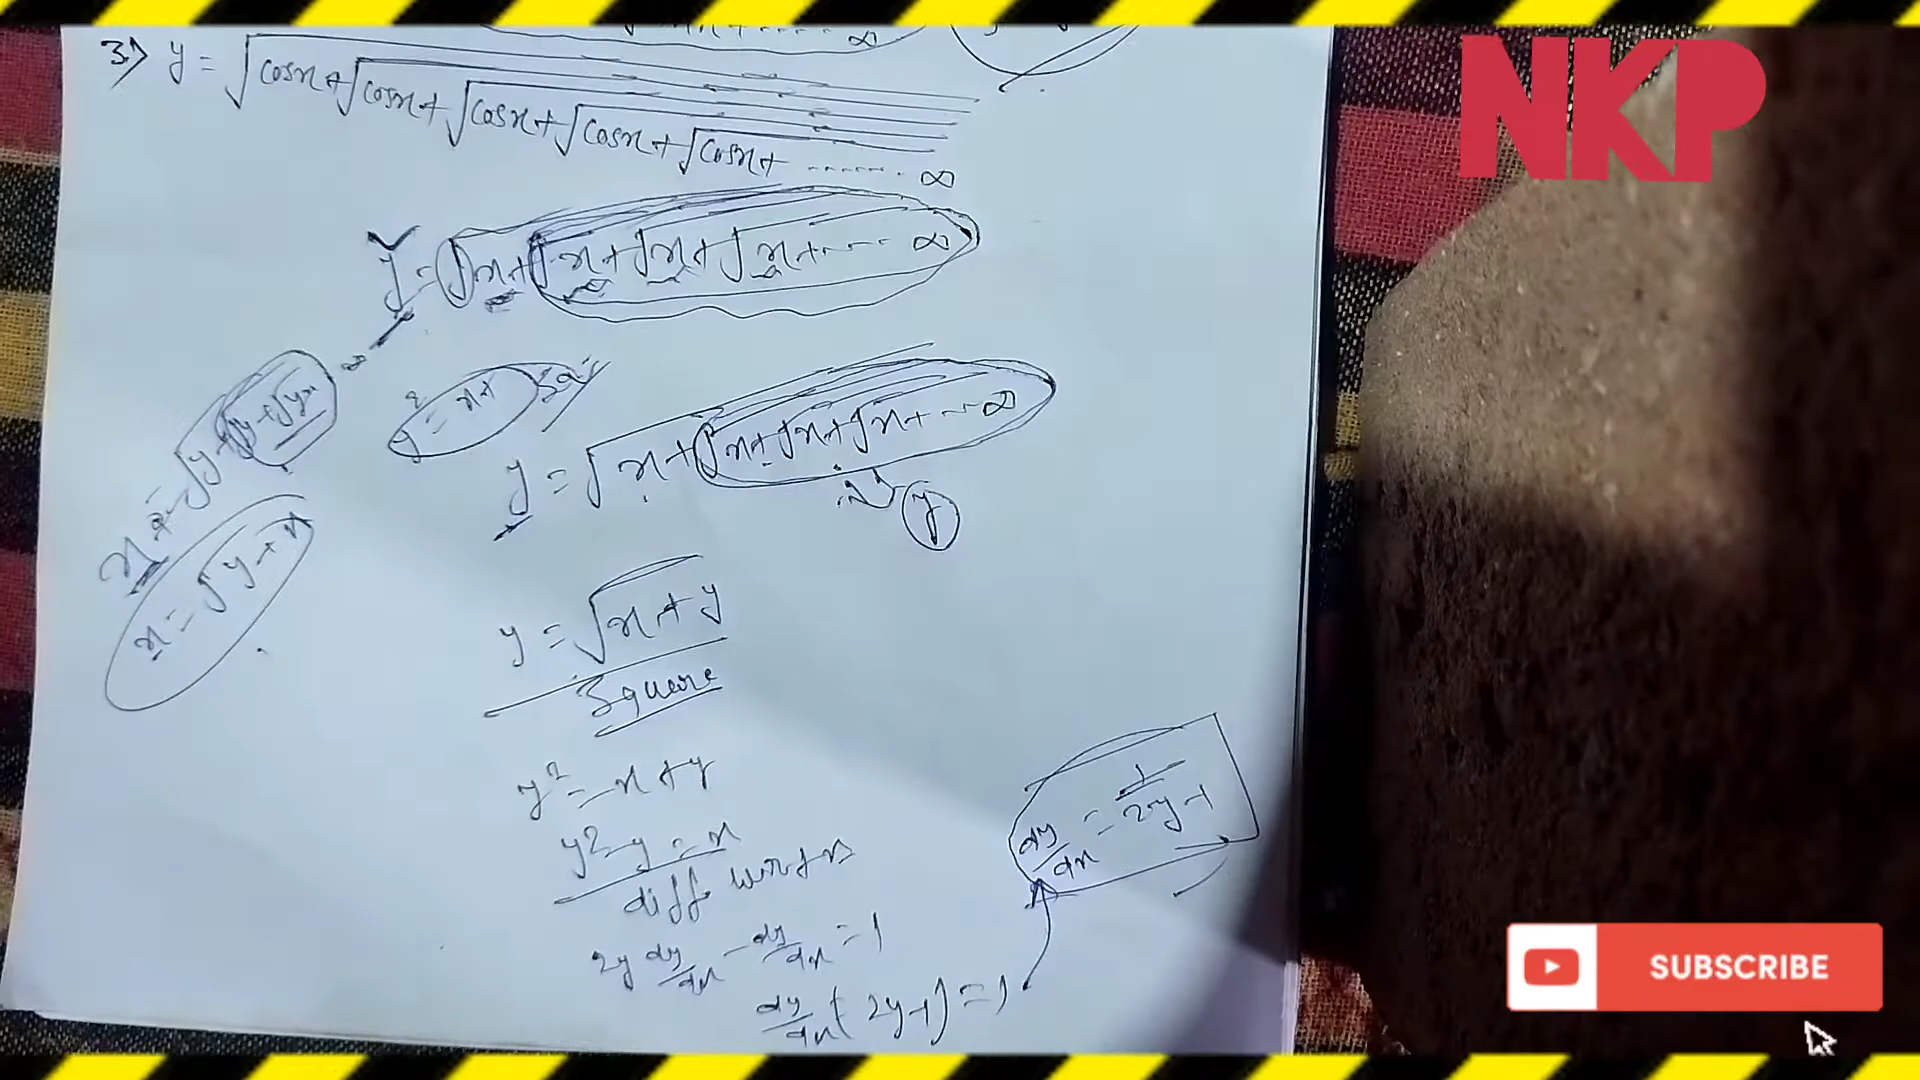 3.) y = √cosx+√cosx+√cosx+√cosx+√cosx+ ....... ∞
NKP
y = √x+√x+√x+√x+.... ∞
y² = x+
y = √x+√x+√x+√x+ ... ∞
y
x = √y+x
y = √x+y
Square
y² = x+y
y²-y = x
diff w.r.t x
dy/dx = 1/2y-1
2y dy/dx - dy/dx = 1
dy/dx (2y-1) = 1
SUBSCRIBE